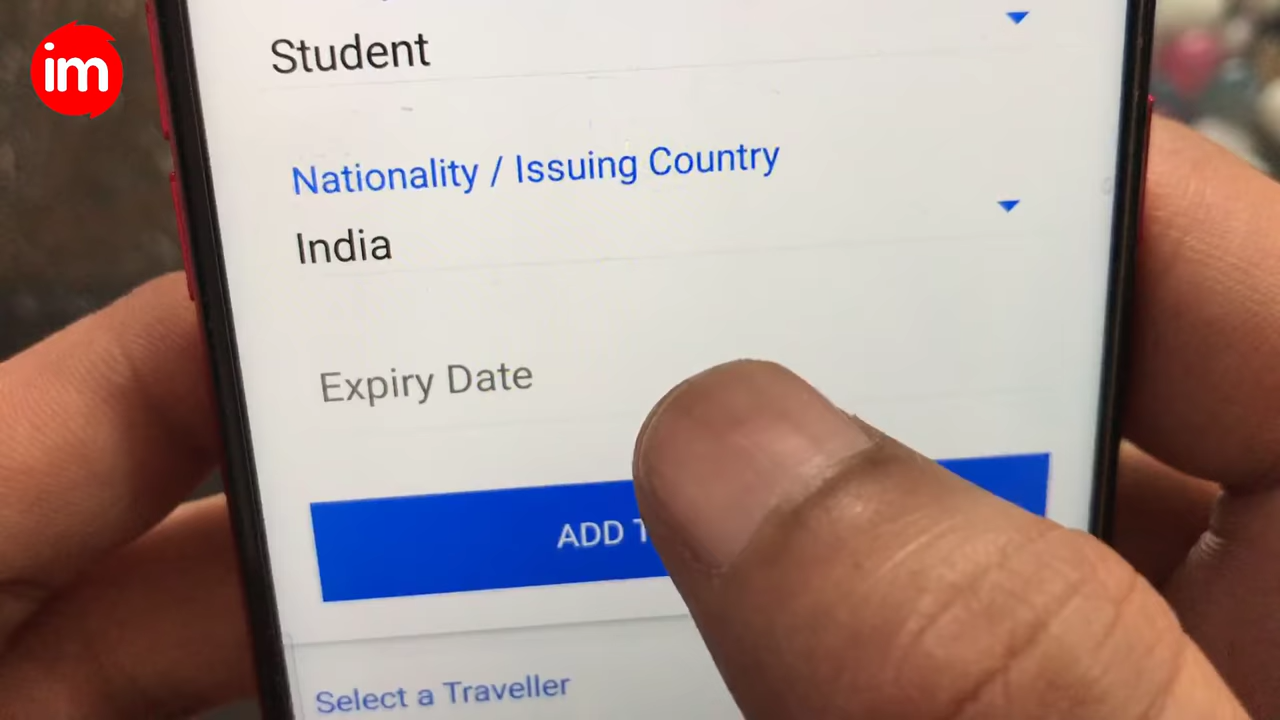 im
Student
Nationality / Issuing Country
India
Expiry Date
ADD
Select a Traveller